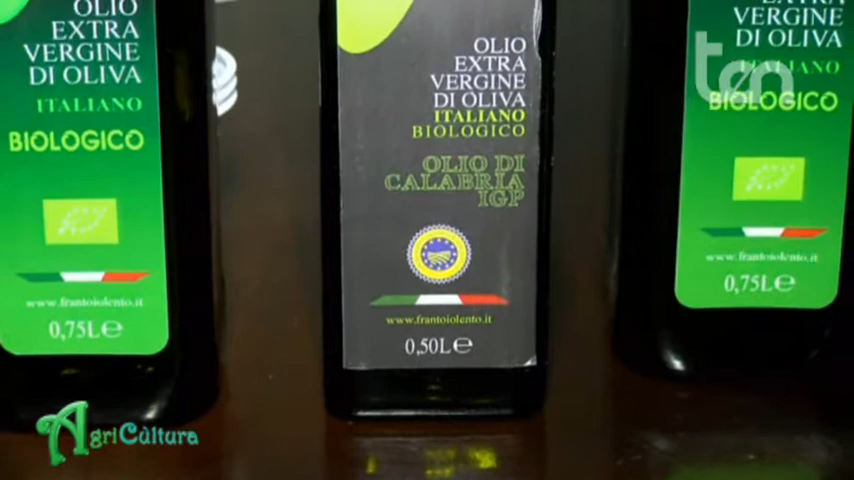 OLIO
EXTRA
VERGINE
DI OLIVA
ITALIANO
BIOLOGICO
www.frantoiolento.it
0,75L℮
OLIO
EXTRA
VERGINE
DI OLIVA
ITALIANO
BIOLOGICO
OLIO DI
CALABRIA
IGP
www.frantoiolento.it
0,50L℮
EXTRA
VERGINE
DI OLIVA
ITALIANO
BIOLOGICO
www.frantoiolento.it
0,75L℮
ten
AgriCùltura